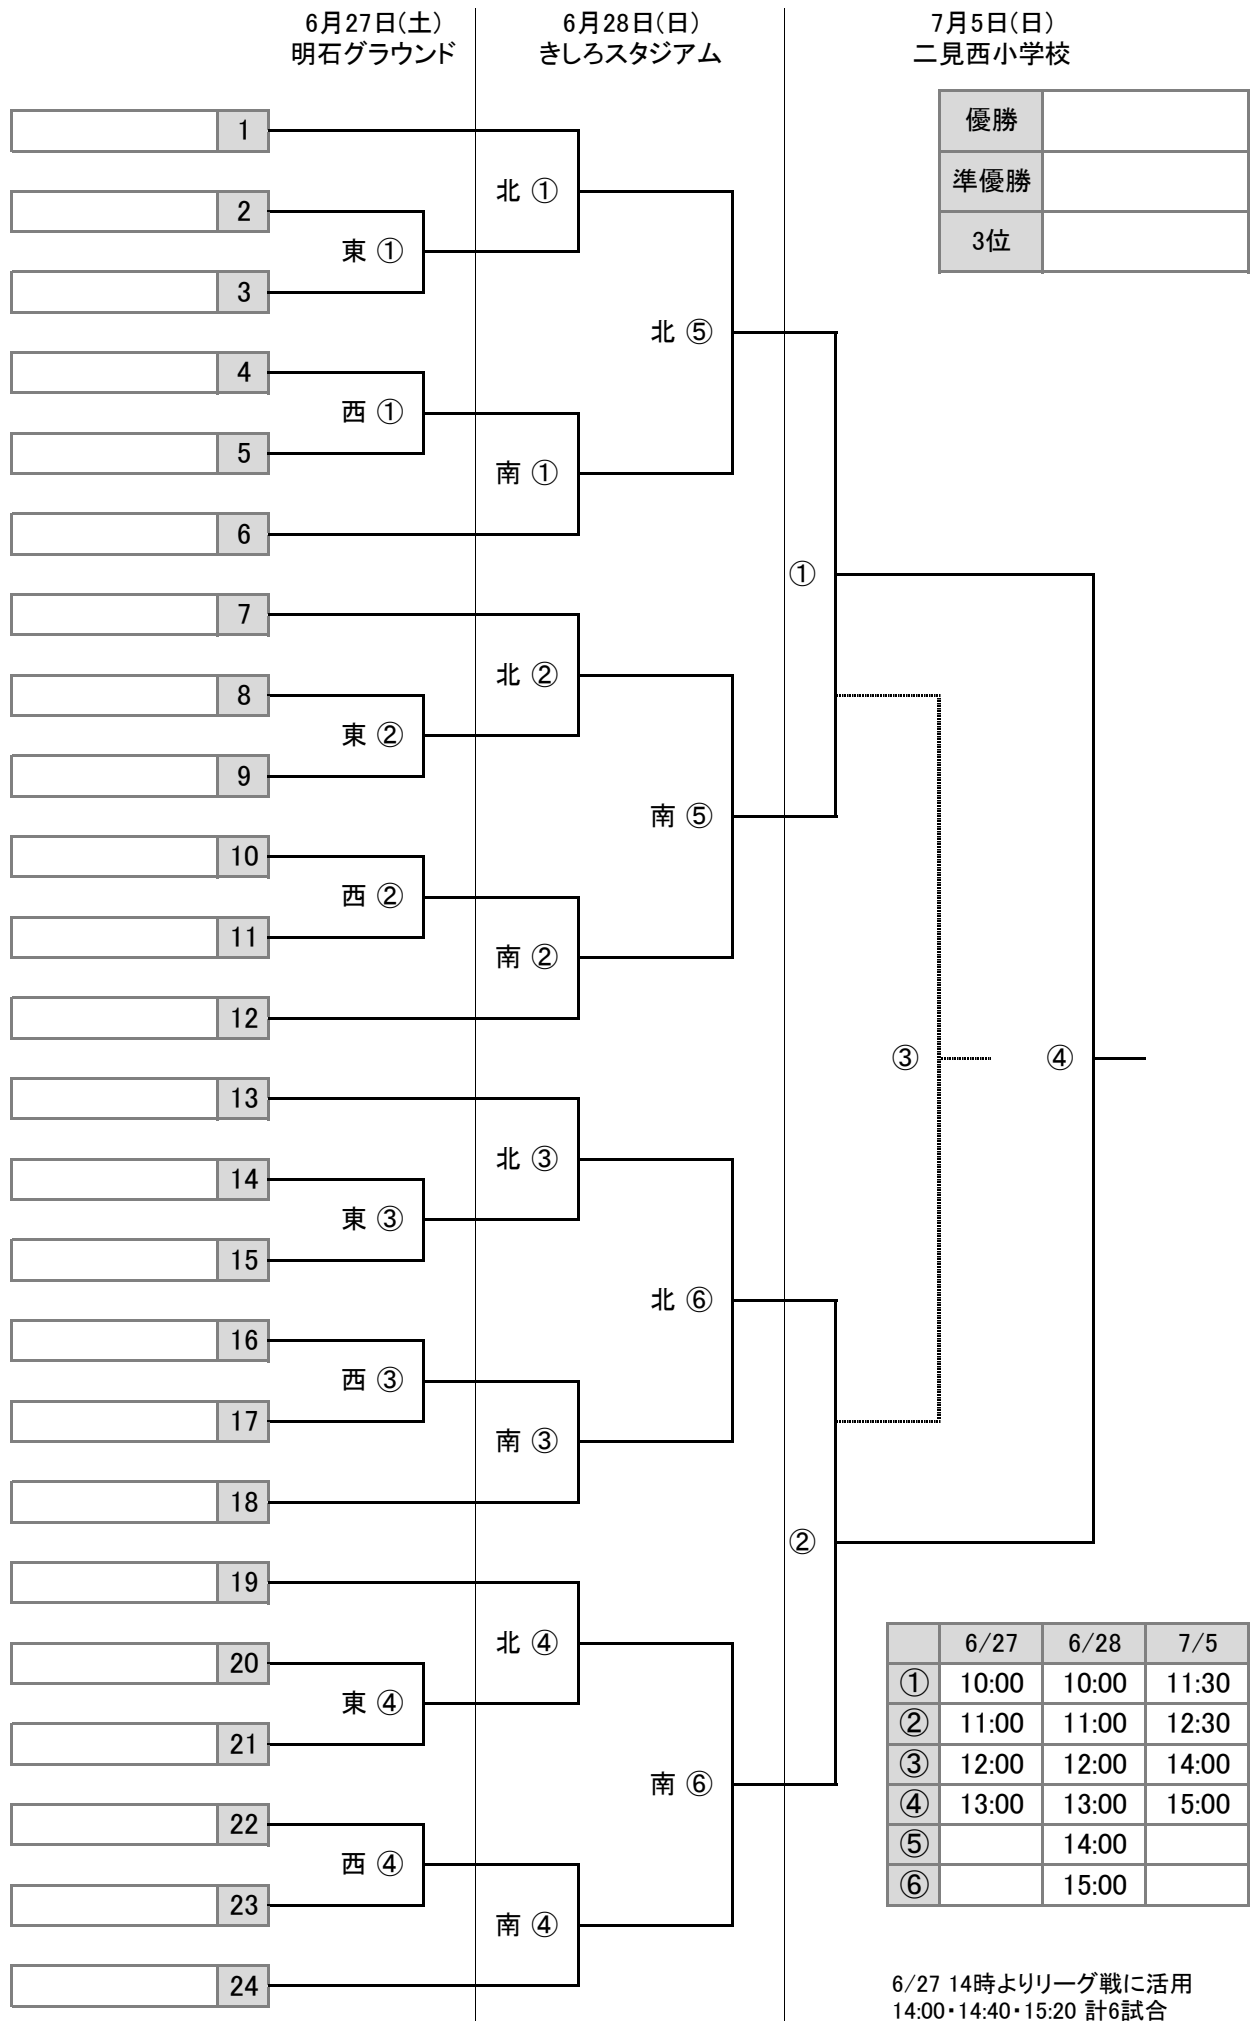 6月27日(土)
明石グラウンド
6月28日(日)
きしろスタジアム
7月5日(日)
二見西小学校
優勝
準優勝
3位
1
北 ①
2
東 ①
3
北 ⑤
4
西 ①
5
南 ①
6
①
7
北 ②
8
東 ②
9
南 ⑤
10
西 ②
11
南 ②
12
③
④
13
北 ③
14
東 ③
15
北 ⑥
16
西 ③
17
南 ③
18
②
19
北 ④
20
東 ④
21
南 ⑥
22
西 ④
23
南 ④
24
6/27 6/28 7/5
① 10:00 10:00 11:30
② 11:00 11:00 12:30
③ 12:00 12:00 14:00
④ 13:00 13:00 15:00
⑤ 14:00
⑥ 15:00
6/27 14時よりリーグ戦に活用
14:00・14:40・15:20 計6試合